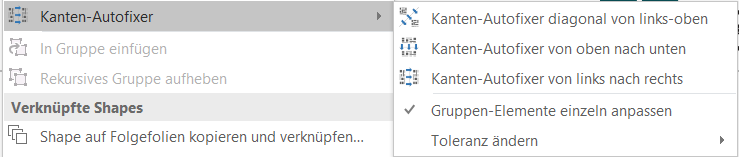 Kanten-Autofixer
In Gruppe einfügen
Rekursives Gruppe aufheben
Verknüpfte Shapes
Shape auf Folgefolien kopieren und verknüpfen...
Kanten-Autofixer diagonal von links-oben
Kanten-Autofixer von oben nach unten
Kanten-Autofixer von links nach rechts
Gruppen-Elemente einzeln anpassen
Toleranz ändern